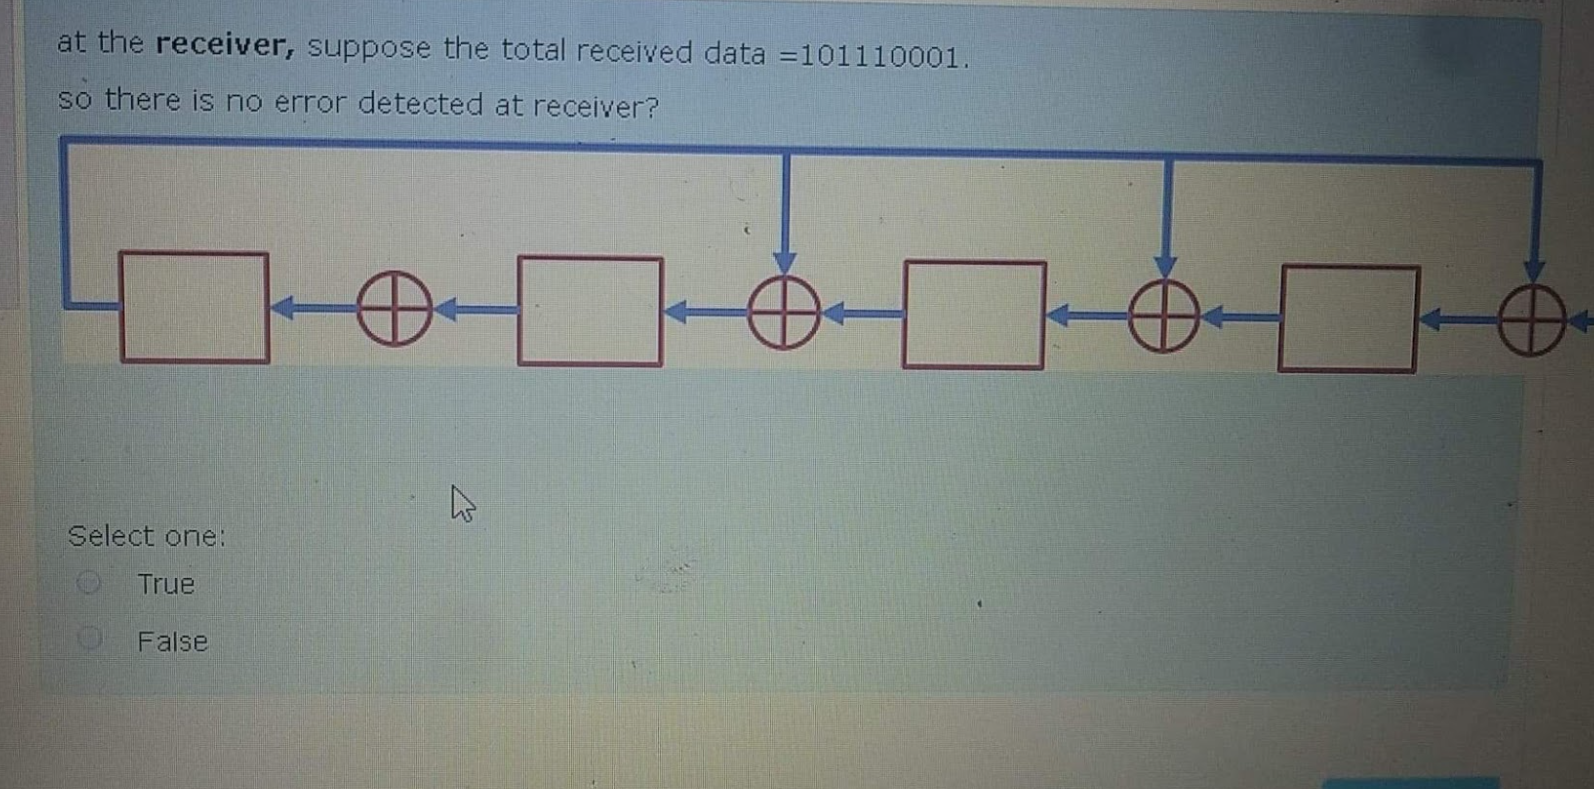 at the receiver, suppose the total received data =101110001.
so there is no error detected at receiver?
Select one:
True
False